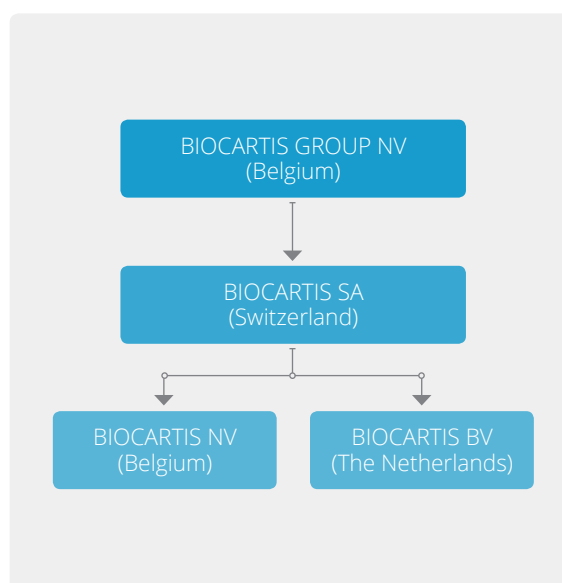 BIOCARTIS GROUP NV
(Belgium)
BIOCARTIS SA
(Switzerland)
BIOCARTIS NV
(Belgium)
BIOCARTIS BV
(The Netherlands)